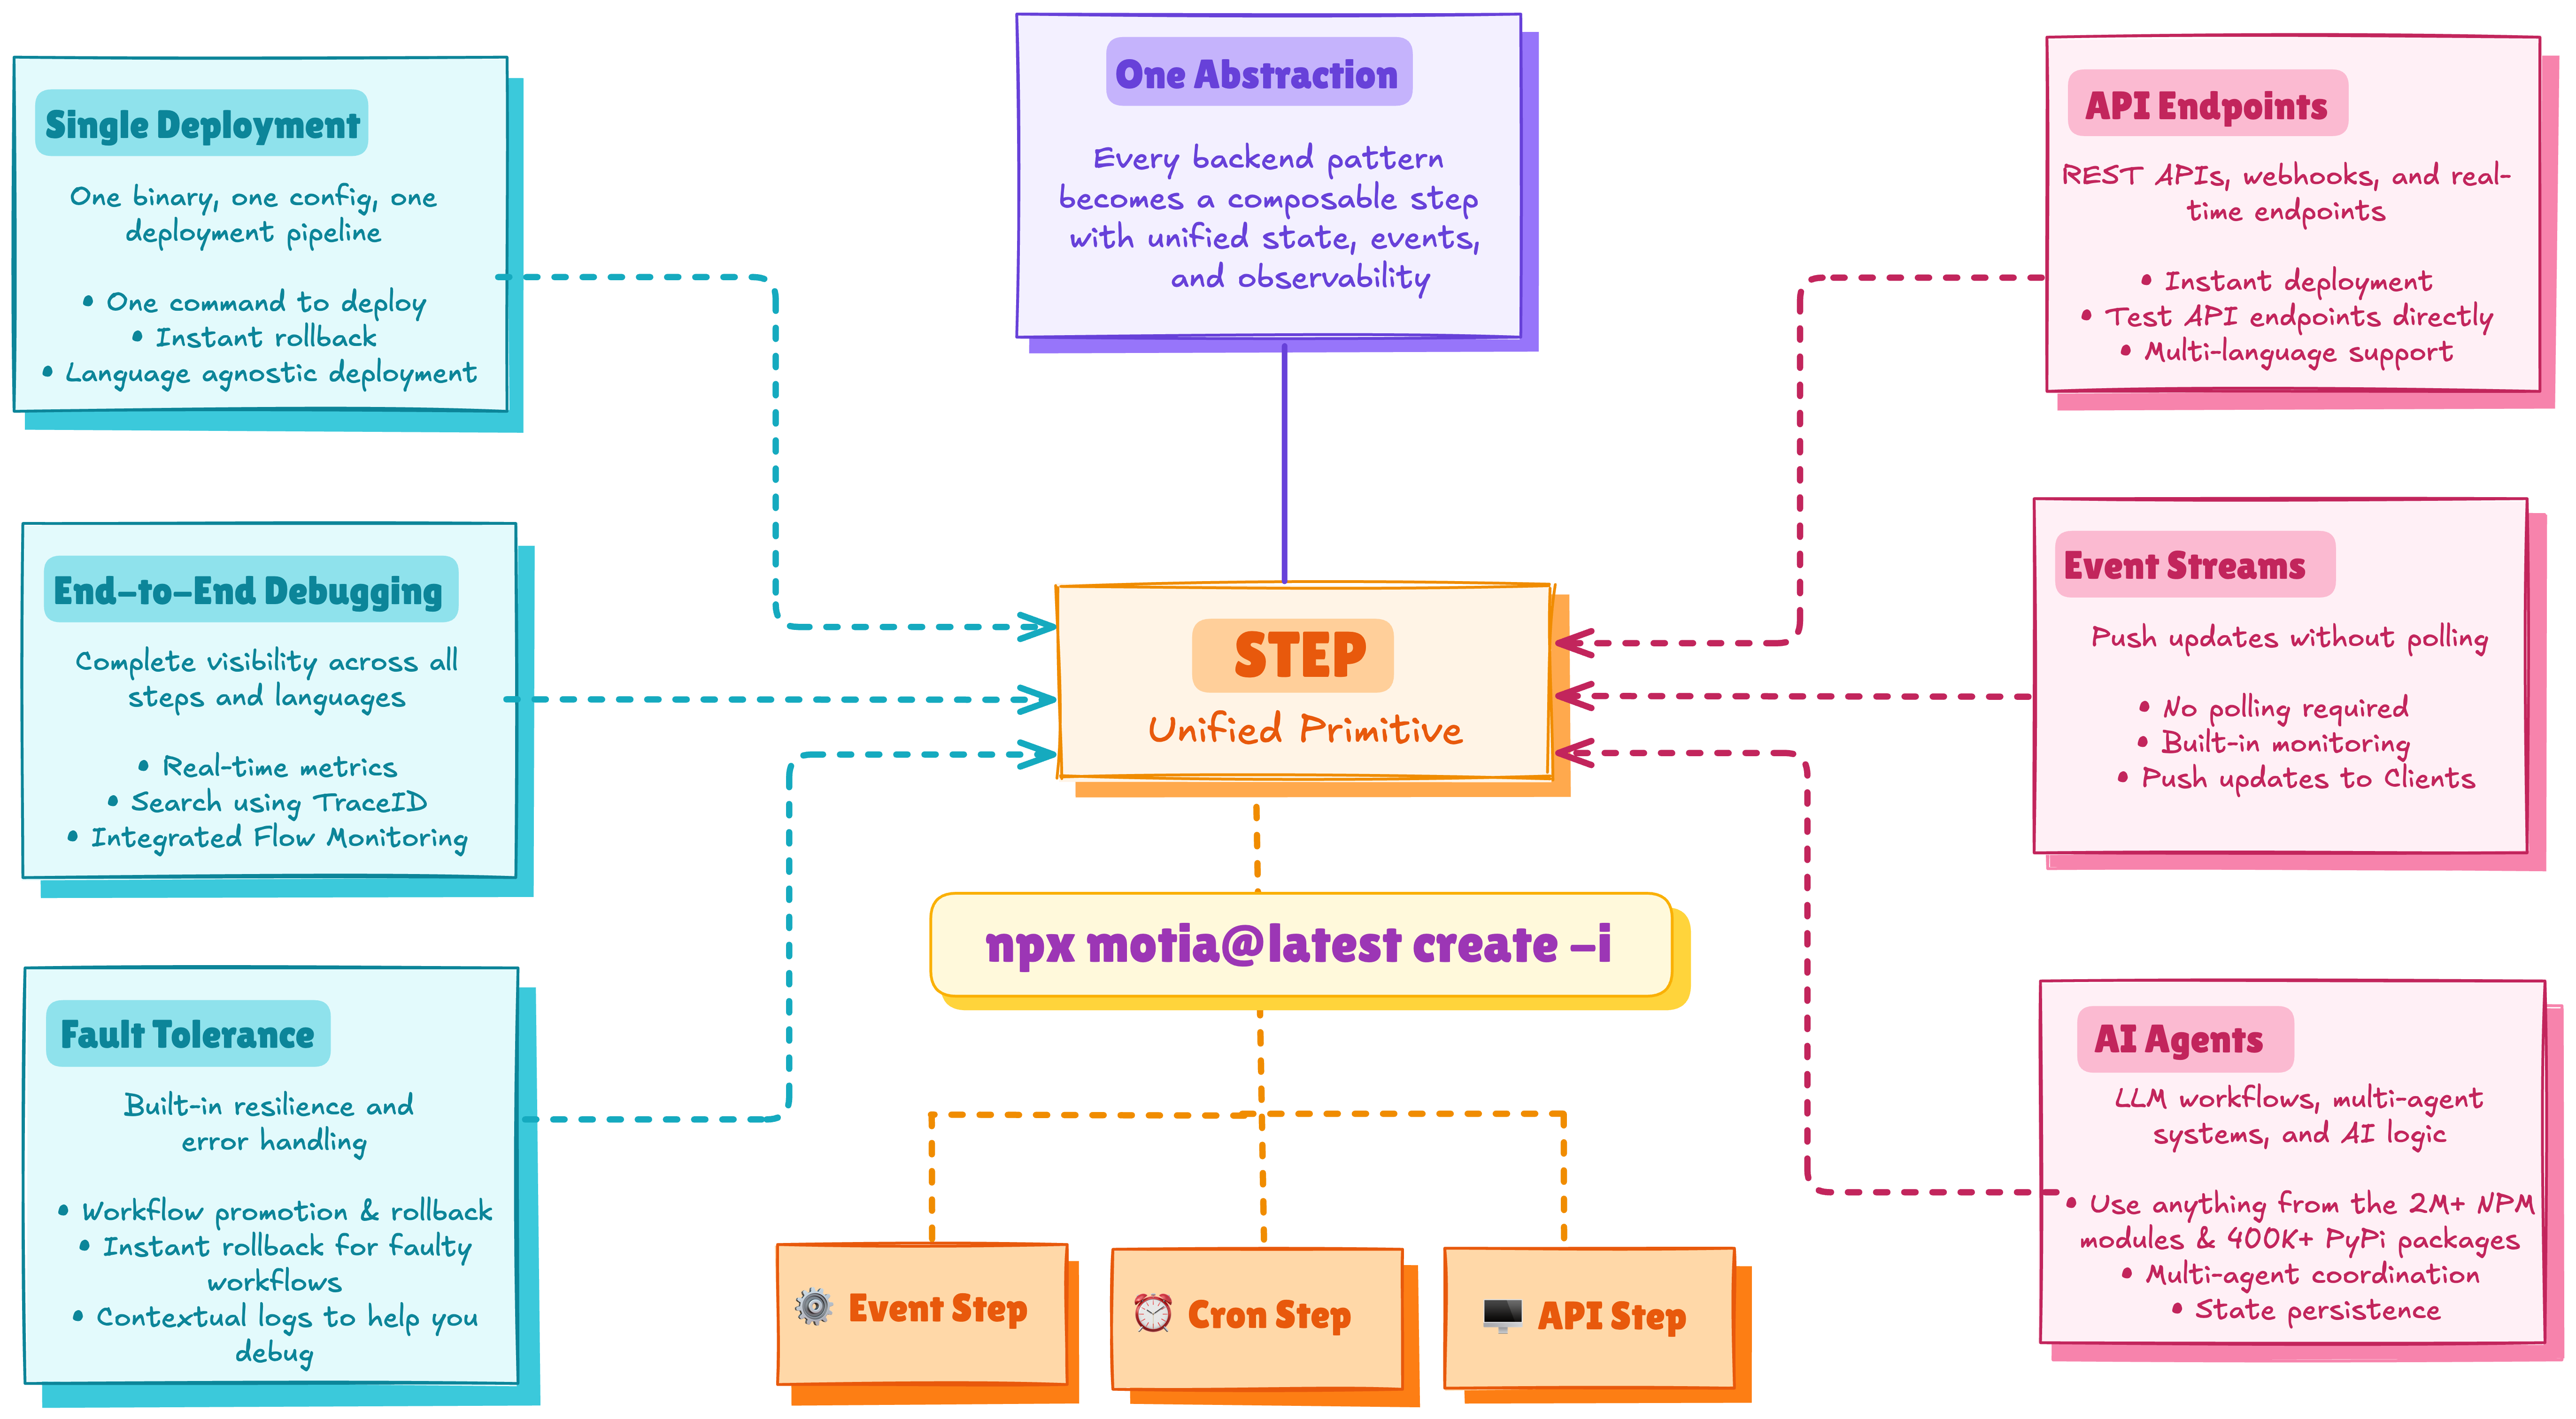 Single Deployment
One binary, one config, one
deployment pipeline
• One command to deploy
• Instant rollback
• Language agnostic deployment
End-to-End Debugging
Complete visibility across all
steps and languages
• Real-time metrics
• Search using TraceID
• Integrated Flow Monitoring
Fault Tolerance
Built-in resilience and
error handling
• Workflow promotion & rollback
• Instant rollback for faulty
workflows
• Contextual logs to help you
debug
One Abstraction
Every backend pattern
becomes a composable step
with unified state, events,
and observability
STEP
Unified Primitive
npx motia@latest create -i
Event Step
Cron Step
API Step
API Endpoints
REST APIs, webhooks, and real-
time endpoints
• Instant deployment
• Test API endpoints directly
• Multi-language support
Event Streams
Push updates without polling
• No polling required
• Built-in monitoring
• Push updates to Clients
AI Agents
LLM workflows, multi-agent
systems, and AI logic
• Use anything from the 2M+ NPM
modules & 400K+ PyPi packages
• Multi-agent coordination
• State persistence